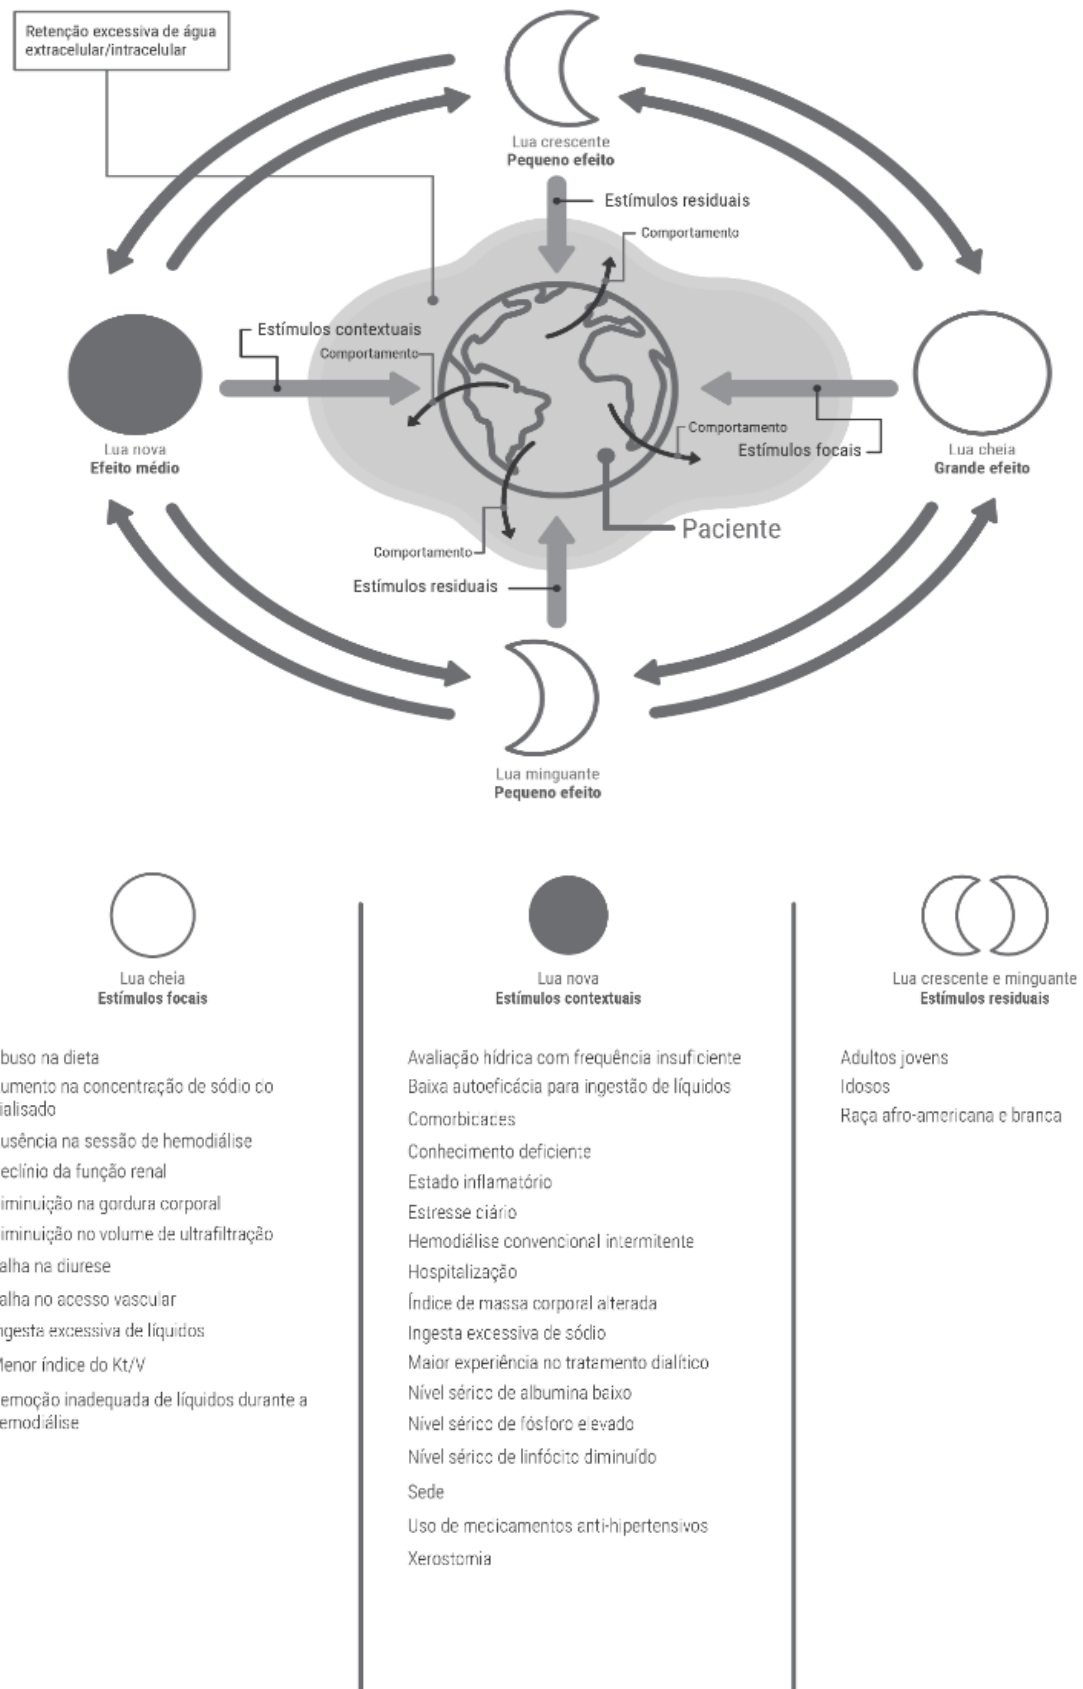 Retenção excessiva de água
extracelular/intracelular
Lua crescente
Pequeno efeito
Estímulos residuais
Comportamento
Estímulos contextuais
Comportamento
Lua nova
Efeito médio
Comportamento
Estímulos focais
Lua cheia
Grande efeito
Paciente
Comportamento
Estímulos residuais
Lua minguante
Pequeno efeito
Lua cheia
Estímulos focais
buso na dieta
umento na concentração de sódio do
ialisado
usência na sessão de hemodiálise
eclínio da função renal
iminuição na gordura corporal
iminuição no volume de ultrafiltração
alha na diurese
alha no acesso vascular
ngesta excessiva de líquidos
Menor índice do Kt/V
emoção inadequada de líquidos durante a
emodiálise
Lua nova
Estímulos contextuais
Avaliação hídrica com frequência insuficiente
Baixa autoeficácia para ingestão de líquidos
Comorbidades
Conhecimento deficiente
Estado inflamatório
Estresse diário
Hemodiálise convencional intermitente
Hospitalização
Índice de massa corporal alterada
Ingesta excessiva de sódio
Maior experiência no tratamento dialítico
Nível sérico de albumina baixo
Nível sérico de fósforo elevado
Nível sérico de linfócito diminuído
Sede
Uso de medicamentos anti-hipertensivos
Xerostomia
Lua crescente e minguante
Estímulos residuais
Adultos jovens
Idosos
Raça afro-americana e branca